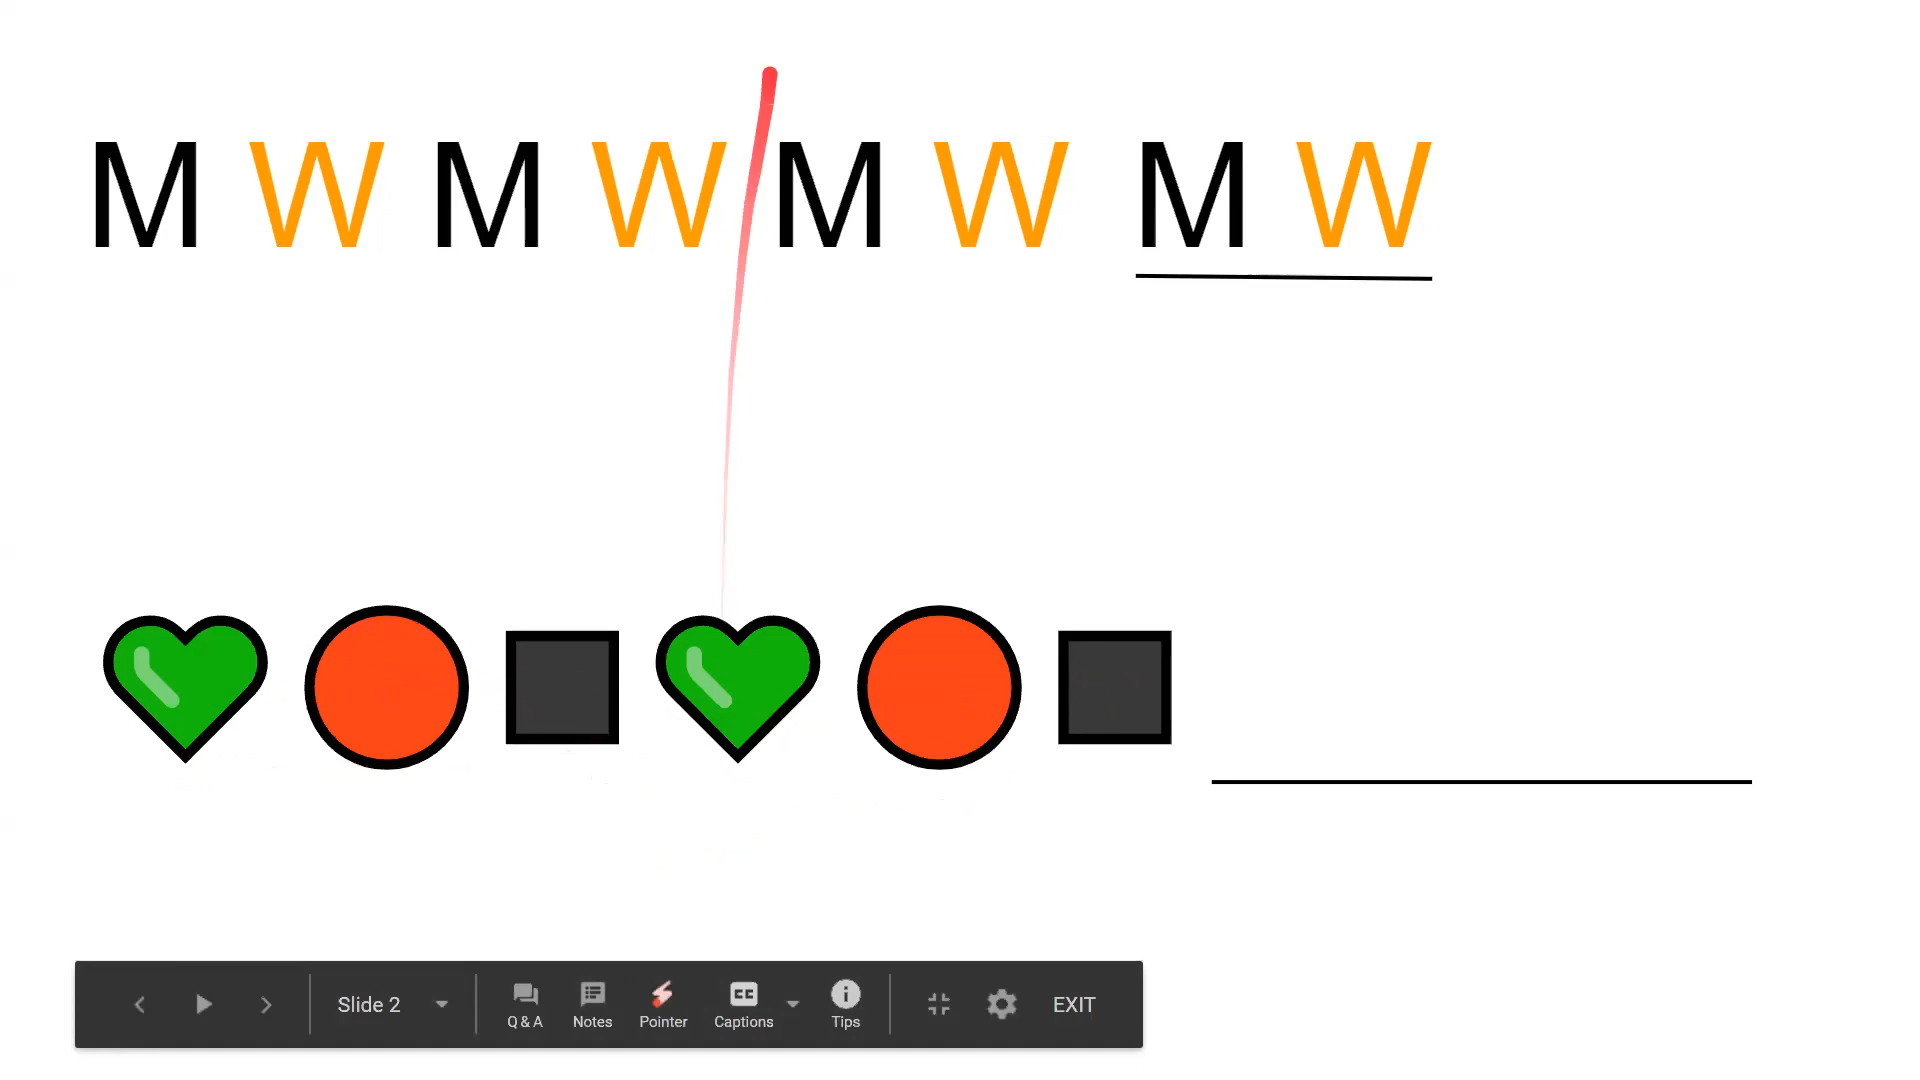 M W M W M W M W
Slide 2
Q & A Notes Pointer Captions Tips EXIT